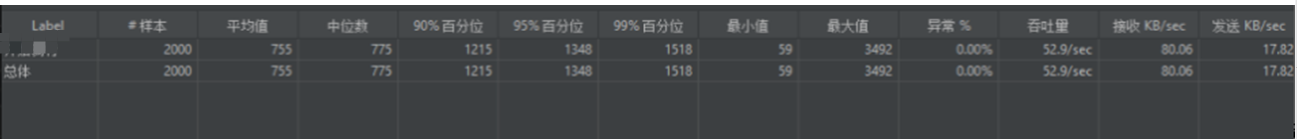 Label # 样本 平均值 中位数 90% 百分位 95% 百分位 99% 百分位 最小值 最大值 异常 % 吞吐量 接收 KB/sec 发送 KB/sec
2000 755 775 1215 1348 1518 59 3492 0.00% 52.9/sec 80.06 17.82
总体 2000 755 775 1215 1348 1518 59 3492 0.00% 52.9/sec 80.06 17.82